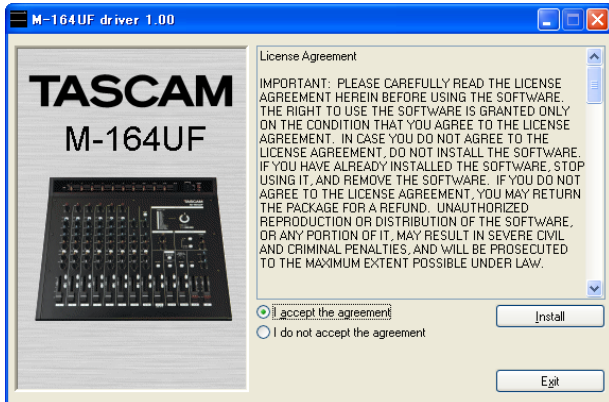 M-164UF driver 1.00
TASCAM
M-164UF
License Agreement
IMPORTANT: PLEASE CAREFULLY READ THE LICENSE
AGREEMENT HEREIN BEFORE USING THE SOFTWARE.
THE RIGHT TO USE THE SOFTWARE IS GRANTED ONLY
ON THE CONDITION THAT YOU AGREE TO THE LICENSE
AGREEMENT. IN CASE YOU DO NOT AGREE TO THE
LICENSE AGREEMENT, DO NOT INSTALL THE SOFTWARE.
IF YOU HAVE ALREADY INSTALLED THE SOFTWARE, STOP
USING IT, AND REMOVE THE SOFTWARE. IF YOU DO NOT
AGREE TO THE LICENSE AGREEMENT, YOU MAY RETURN
THE PACKAGE FOR A REFUND. UNAUTHORIZED
REPRODUCTION OR DISTRIBUTION OF THE SOFTWARE,
OR ANY PORTION OF IT, MAY RESULT IN SEVERE CIVIL
AND CRIMINAL PENALTIES, AND WILL BE PROSECUTED
TO THE MAXIMUM EXTENT POSSIBLE UNDER LAW.
I accept the agreement
I do not accept the agreement
Install
Exit
TASCAM